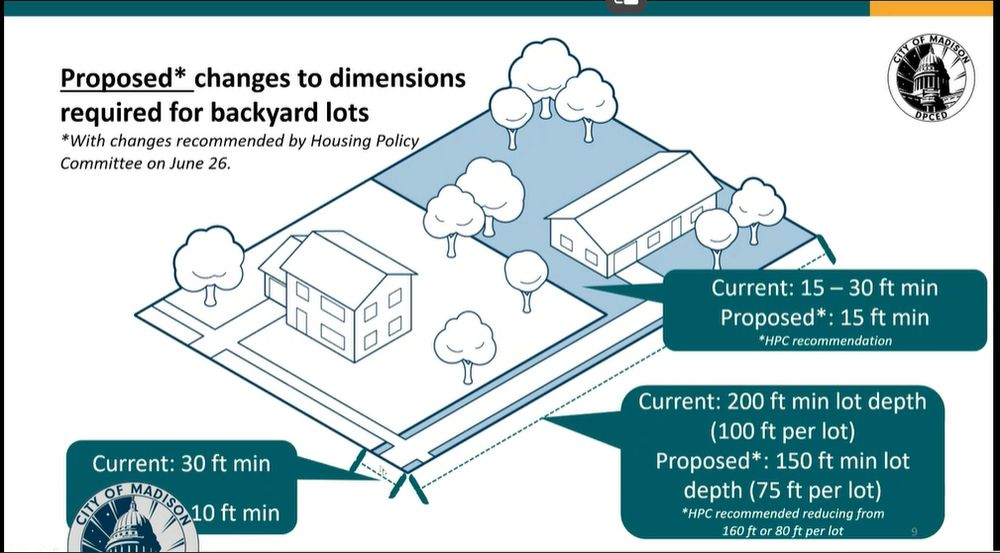 Proposed* changes to dimensions
required for backyard lots
*With changes recommended by Housing Policy
Committee on June 26.
CITY OF MADISON
DPCED
Current: 15 – 30 ft min
Proposed*: 15 ft min
*HPC recommendation
Current: 200 ft min lot depth
(100 ft per lot)
Proposed*: 150 ft min lot
depth (75 ft per lot)
*HPC recommended reducing from
160 ft or 80 ft per lot
Current: 30 ft min
10 ft min
CITY OF MADISON
9